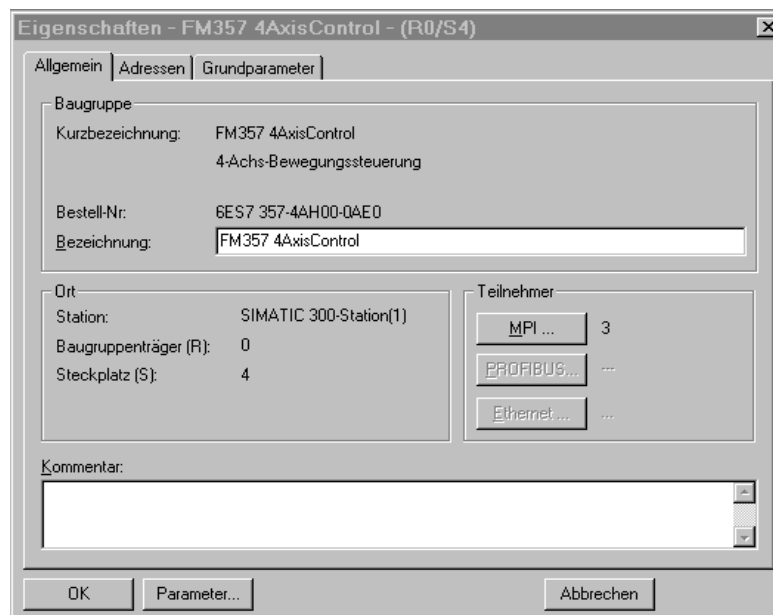 Eigenschaften - FM357 4AxisControl - (R0/S4)
Allgemein Adressen Grundparameter
Baugruppe
Kurzbezeichnung: FM357 4AxisControl
4-Achs-Bewegungssteuerung
Bestell-Nr: 6ES7 357-4AH00-0AE0
Bezeichnung: FM357 4AxisControl
Ort
Station: SIMATIC 300-Station(1)
Baugruppenträger (R): 0
Steckplatz (S): 4
Teilnehmer
MPI ... 3
PROFIBUS... ---
Ethernet ... ...
Kommentar:
OK Parameter... Abbrechen